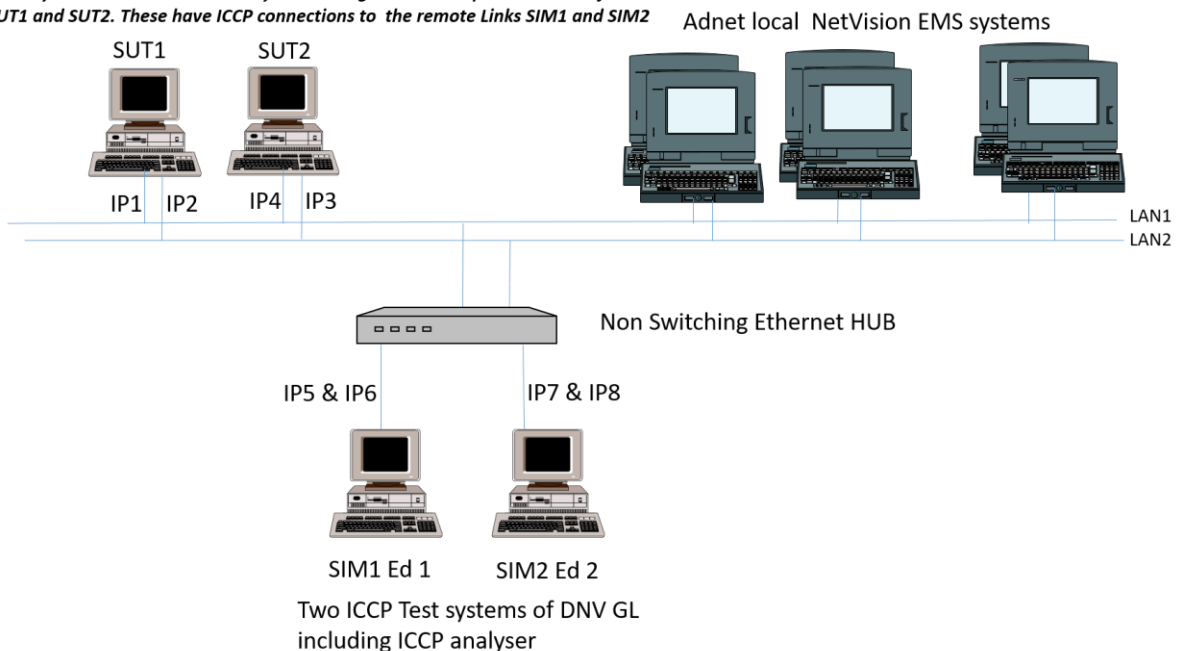 UT1 and SUT2. These have ICCP connections to the remote Links SIM1 and SIM2
Adnet local NetVision EMS systems
SUT1
SUT2
IP1
IP2
IP4
IP3
LAN1
LAN2
Non Switching Ethernet HUB
IP5 & IP6
IP7 & IP8
SIM1 Ed 1
SIM2 Ed 2
Two ICCP Test systems of DNV GL
including ICCP analyser